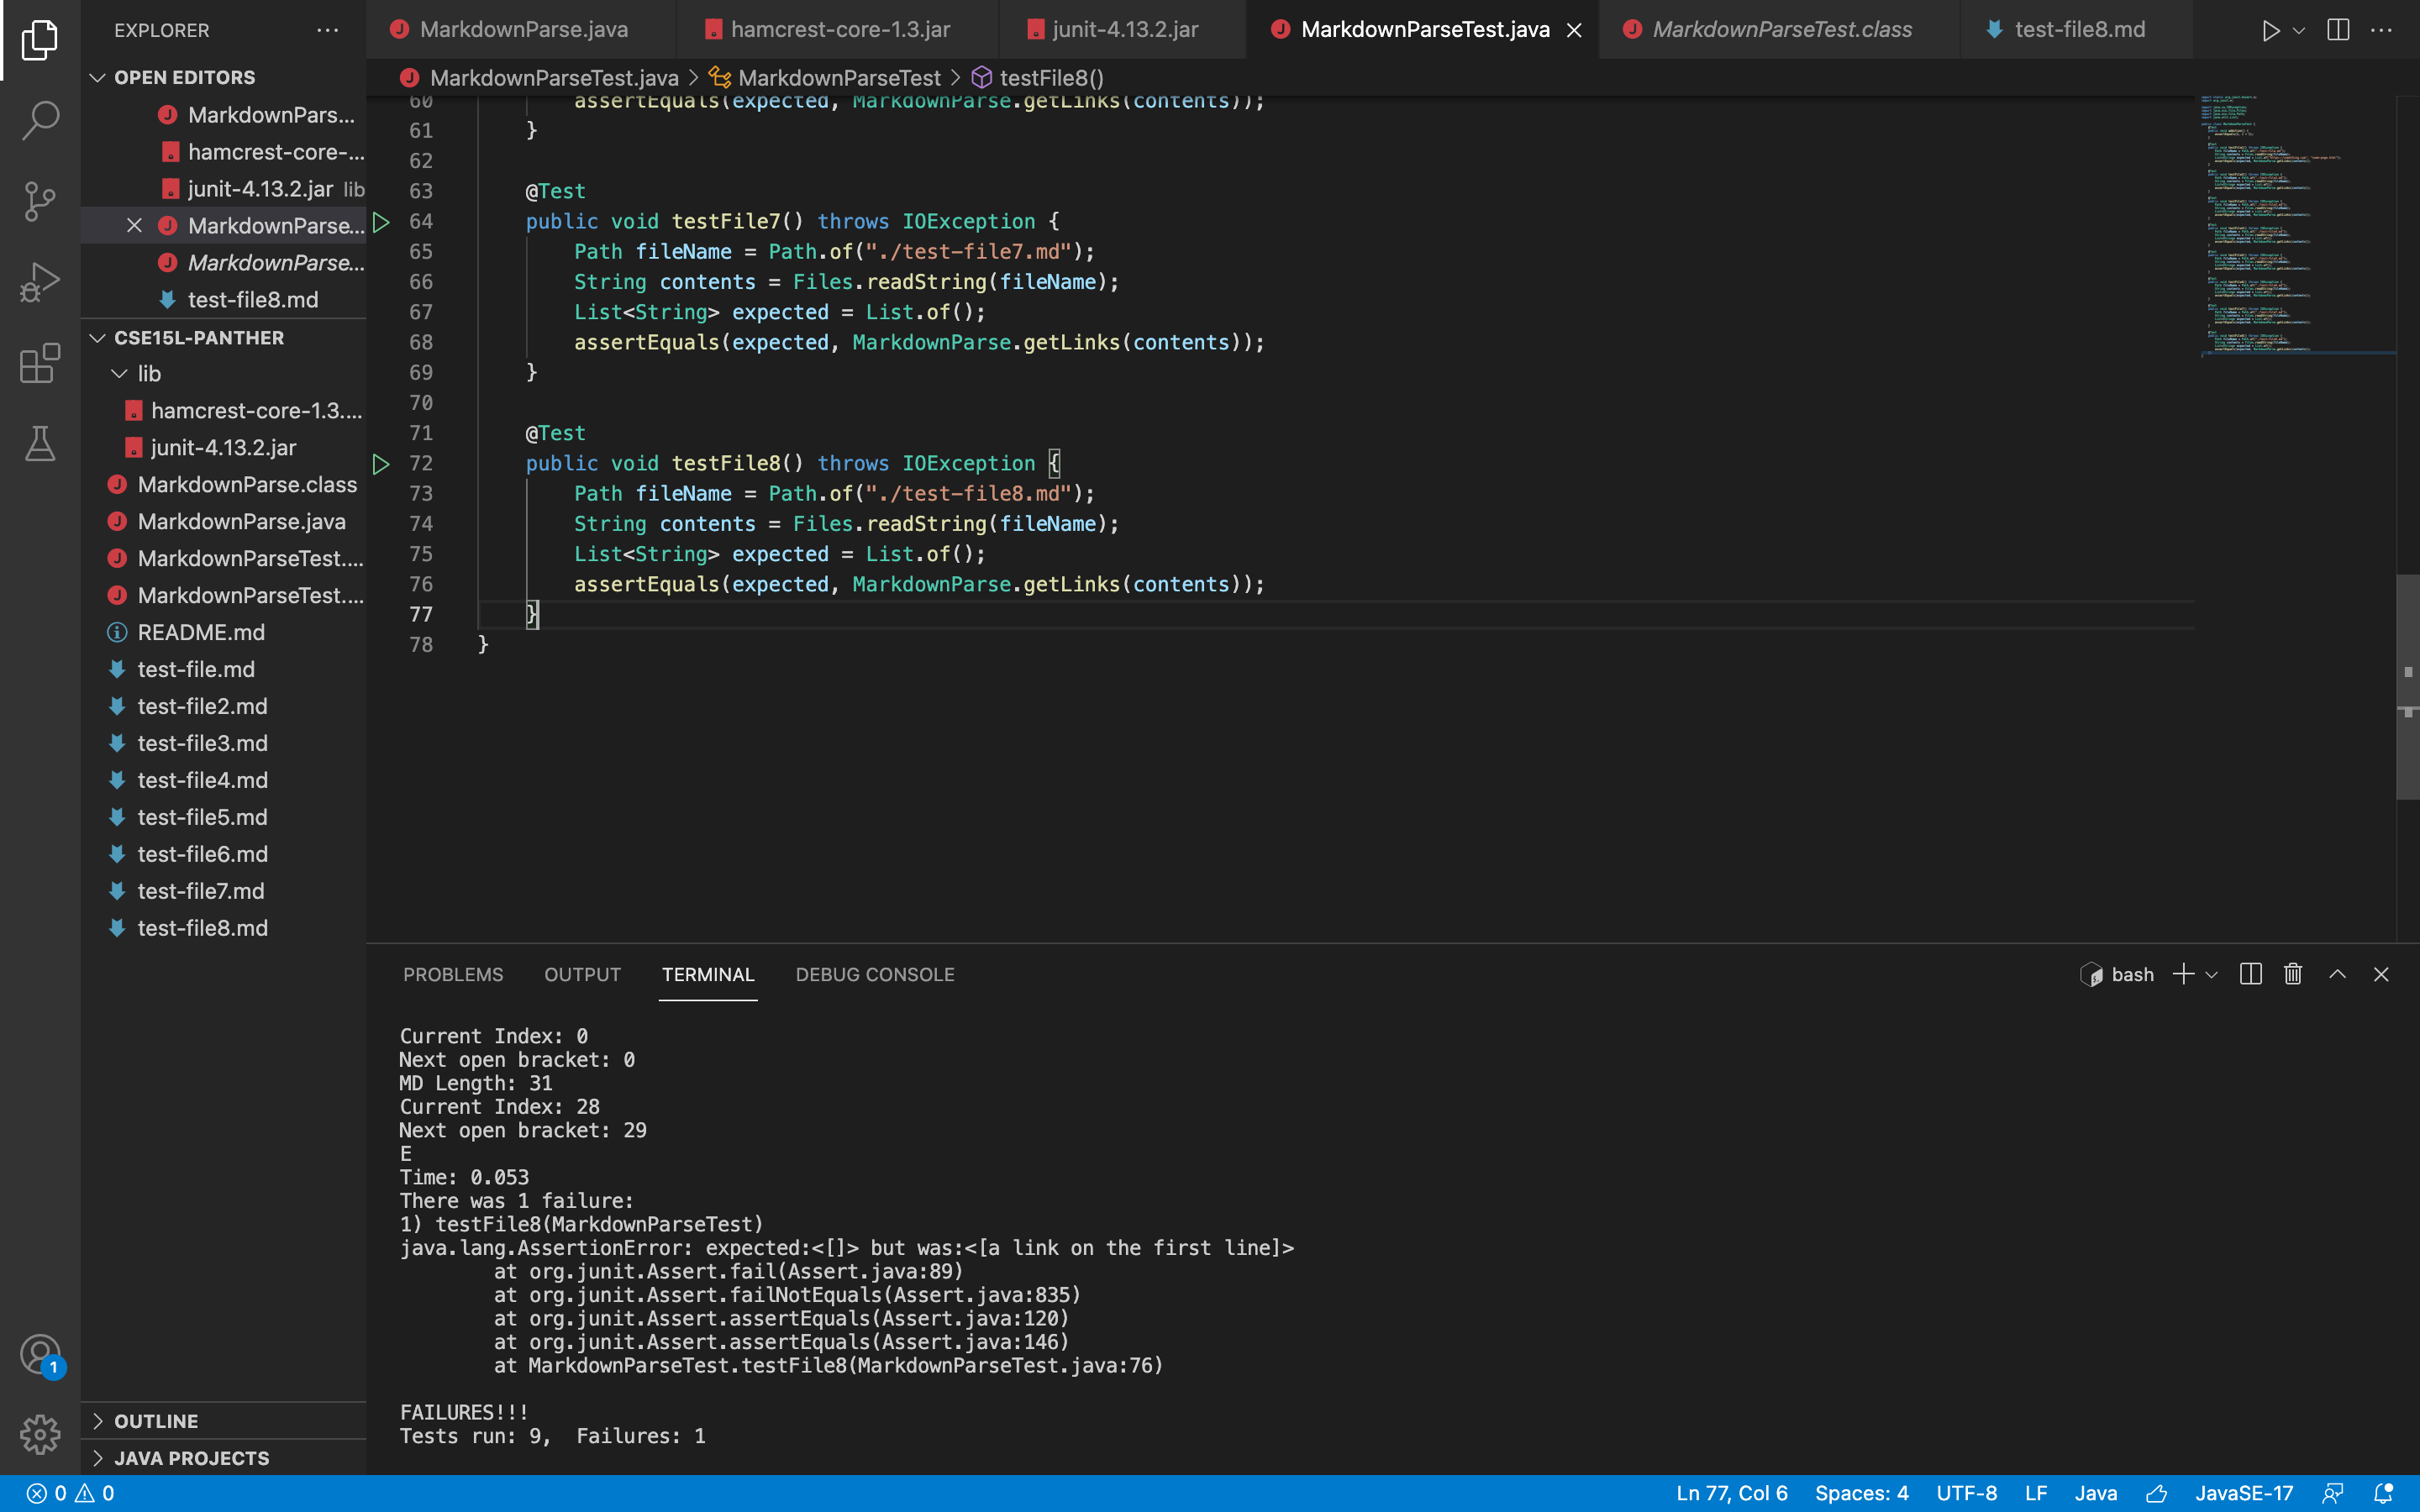 EXPLORER
OPEN EDITORS
MarkdownPars...
hamcrest-core-...
junit-4.13.2.jar lib
MarkdownParse...
MarkdownParse...
test-file8.md
CSE15L-PANTHER
lib
hamcrest-core-1.3....
junit-4.13.2.jar
MarkdownParse.class
MarkdownParse.java
MarkdownParseTest....
MarkdownParseTest....
README.md
test-file.md
test-file2.md
test-file3.md
test-file4.md
test-file5.md
test-file6.md
test-file7.md
test-file8.md
OUTLINE
JAVA PROJECTS
1
MarkdownParse.java hamcrest-core-1.3.jar junit-4.13.2.jar MarkdownParseTest.java MarkdownParseTest.class test-file8.md
MarkdownParseTest.java > MarkdownParseTest > testFile8()
60 assertEquals(expected, MarkdownParse.getLinks(contents));
61 }
62
63 @Test
64 public void testFile7() throws IOException {
65 Path fileName = Path.of("./test-file7.md");
66 String contents = Files.readString(fileName);
67 List<String> expected = List.of();
68 assertEquals(expected, MarkdownParse.getLinks(contents));
69 }
70
71 @Test
72 public void testFile8() throws IOException {
73 Path fileName = Path.of("./test-file8.md");
74 String contents = Files.readString(fileName);
75 List<String> expected = List.of();
76 assertEquals(expected, MarkdownParse.getLinks(contents));
77 }
78 }
PROBLEMS OUTPUT TERMINAL DEBUG CONSOLE bash
Current Index: 0
Next open bracket: 0
MD Length: 31
Current Index: 28
Next open bracket: 29
E
Time: 0.053
There was 1 failure:
1) testFile8(MarkdownParseTest)
java.lang.AssertionError: expected:<[]> but was:<[a link on the first line]>
at org.junit.Assert.fail(Assert.java:89)
at org.junit.Assert.failNotEquals(Assert.java:835)
at org.junit.Assert.assertEquals(Assert.java:120)
at org.junit.Assert.assertEquals(Assert.java:146)
at MarkdownParseTest.testFile8(MarkdownParseTest.java:76)
FAILURES!!!
Tests run: 9, Failures: 1
0 0 Ln 77, Col 6 Spaces: 4 UTF-8 LF Java JavaSE-17